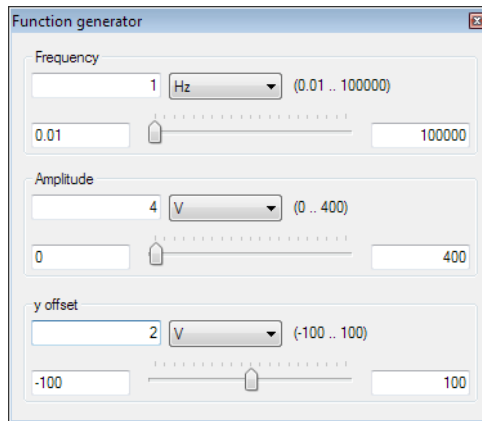 Function generator
Frequency
1 Hz (0.01 .. 100000)
0.01 100000
Amplitude
4 V (0 .. 400)
0 400
y offset
2 V (-100 .. 100)
-100 100